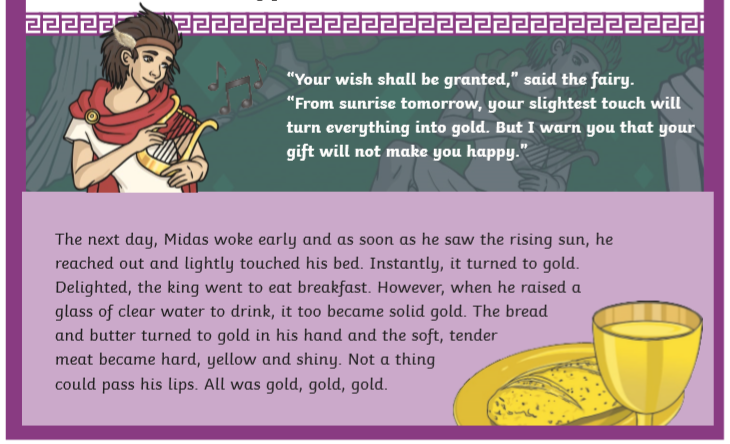 “Your wish shall be granted,” said the fairy.
“From sunrise tomorrow, your slightest touch will
turn everything into gold. But I warn you that your
gift will not make you happy.”
The next day, Midas woke early and as soon as he saw the rising sun, he
reached out and lightly touched his bed. Instantly, it turned to gold.
Delighted, the king went to eat breakfast. However, when he raised a
glass of clear water to drink, it too became solid gold. The bread
and butter turned to gold in his hand and the soft, tender
meat became hard, yellow and shiny. Not a thing
could pass his lips. All was gold, gold, gold.